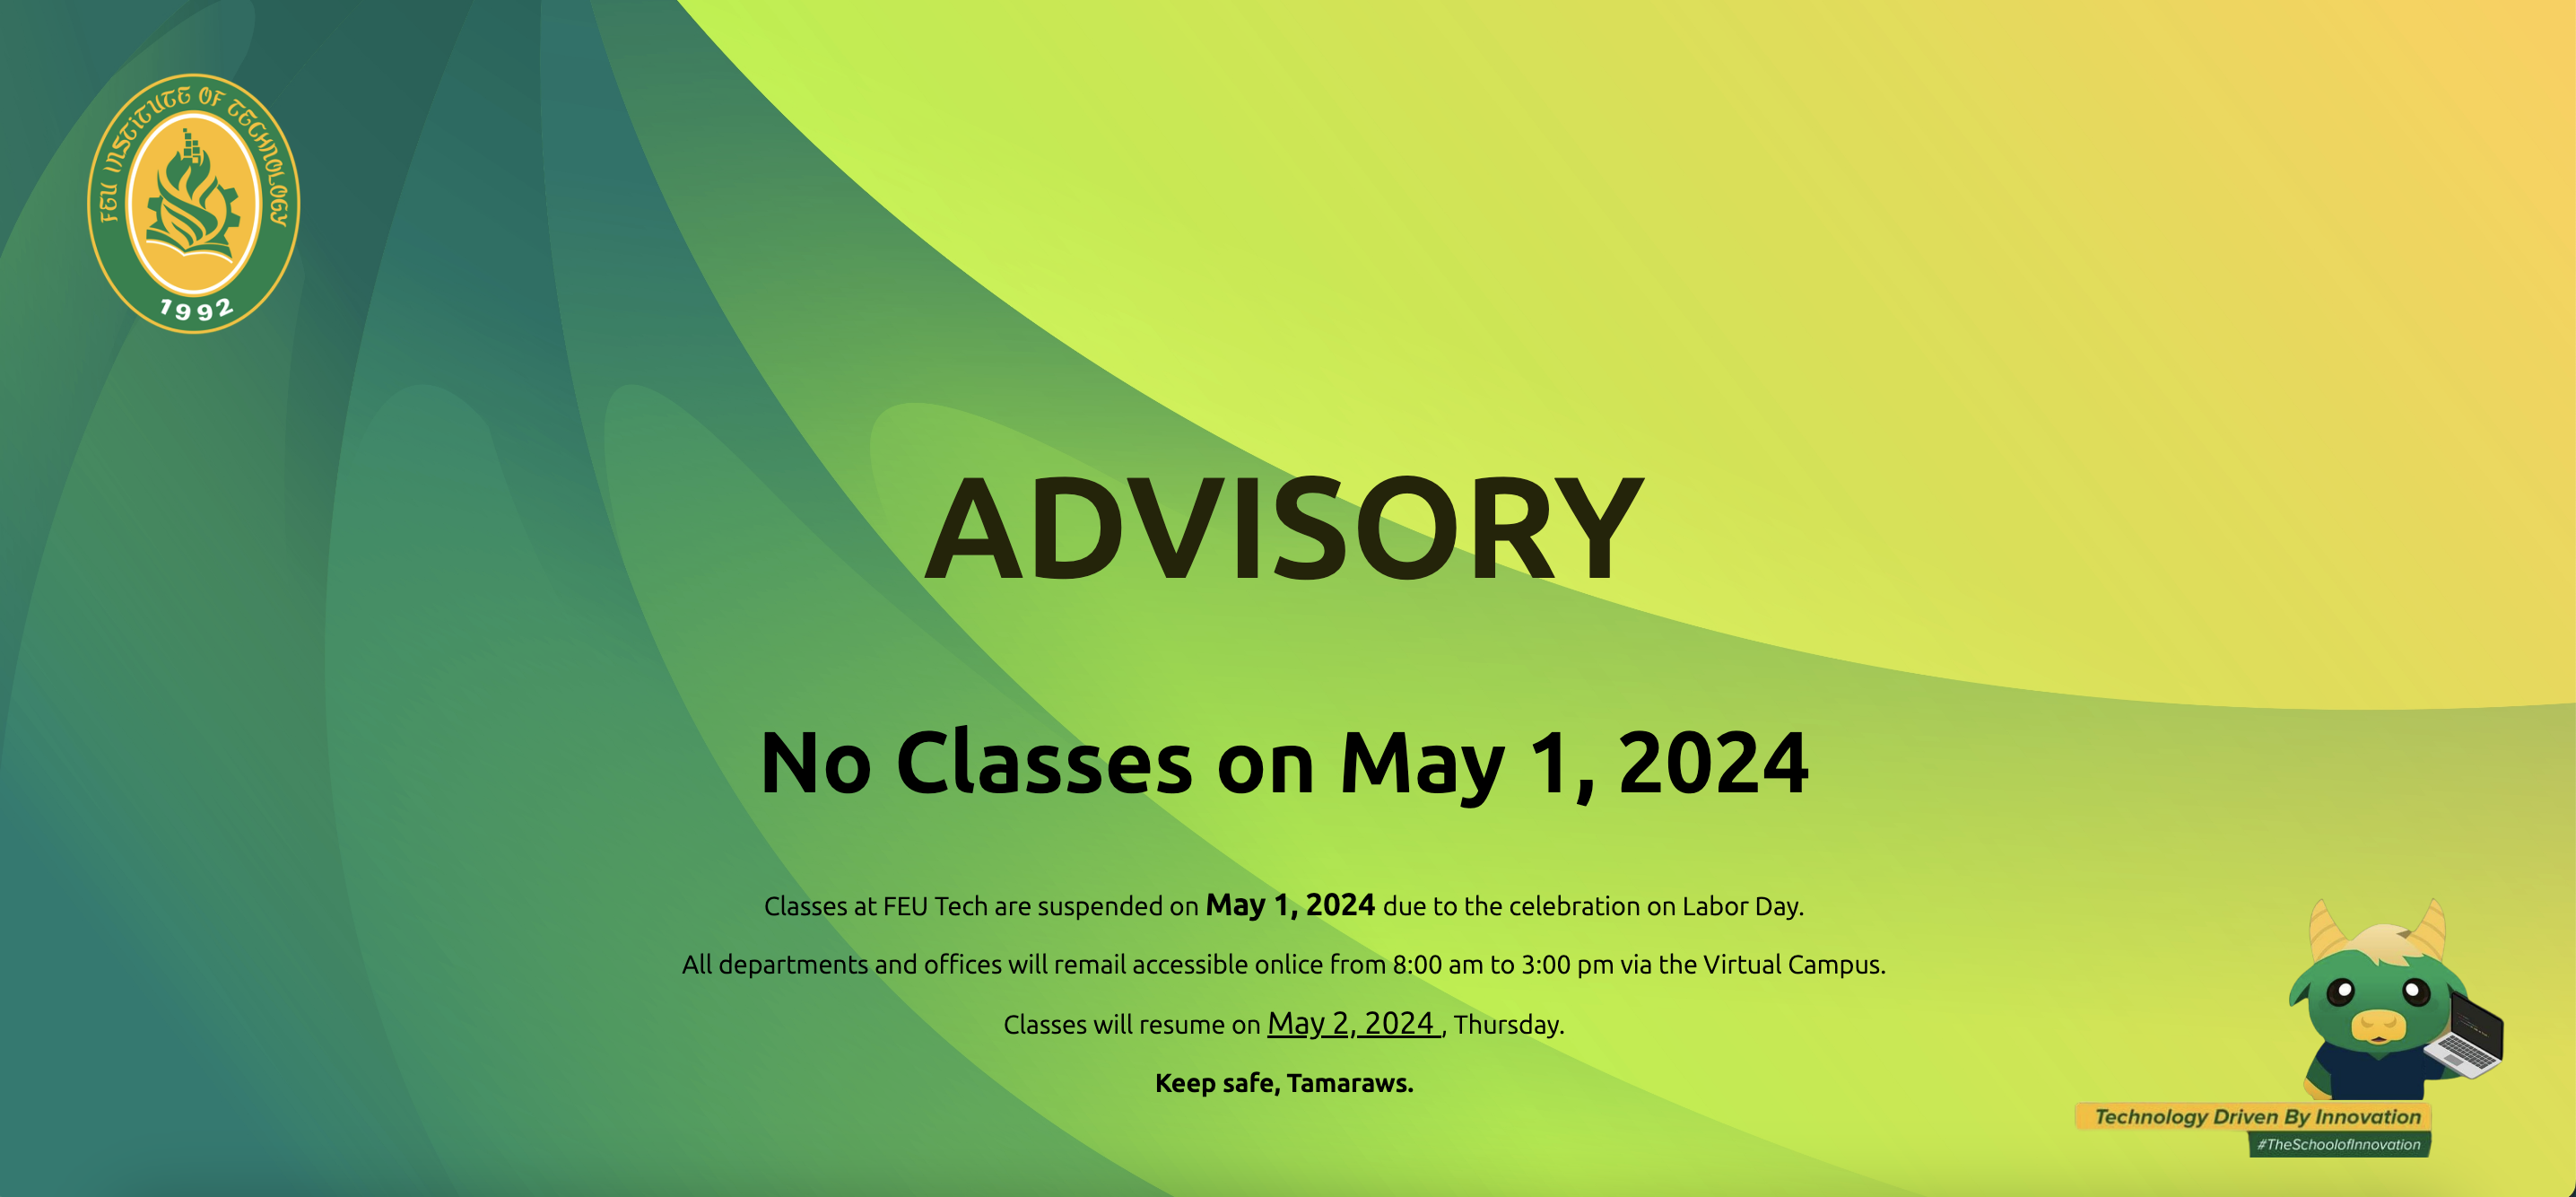 FEU INSTITUTE OF TECHNOLOGY
1992
ADVISORY
No Classes on May 1, 2024
Classes at FEU Tech are suspended on May 1, 2024 due to the celebration on Labor Day.
All departments and offices will remail accessible onlice from 8:00 am to 3:00 pm via the Virtual Campus.
Classes will resume on May 2, 2024 , Thursday.
Keep safe, Tamaraws.
Technology Driven By Innovation
#TheSchoolofInnovation